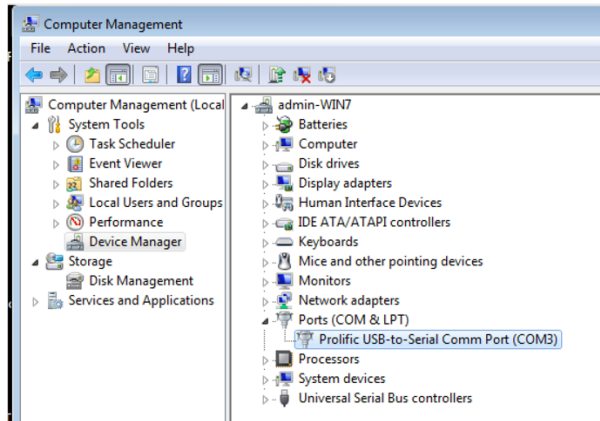 Computer Management
File Action View Help
Computer Management (Local
System Tools
Task Scheduler
Event Viewer
Shared Folders
Local Users and Groups
Performance
Device Manager
Storage
Disk Management
Services and Applications
admin-WIN7
Batteries
Computer
Disk drives
Display adapters
Human Interface Devices
IDE ATA/ATAPI controllers
Keyboards
Mice and other pointing devices
Monitors
Network adapters
Ports (COM & LPT)
Prolific USB-to-Serial Comm Port (COM3)
Processors
System devices
Universal Serial Bus controllers